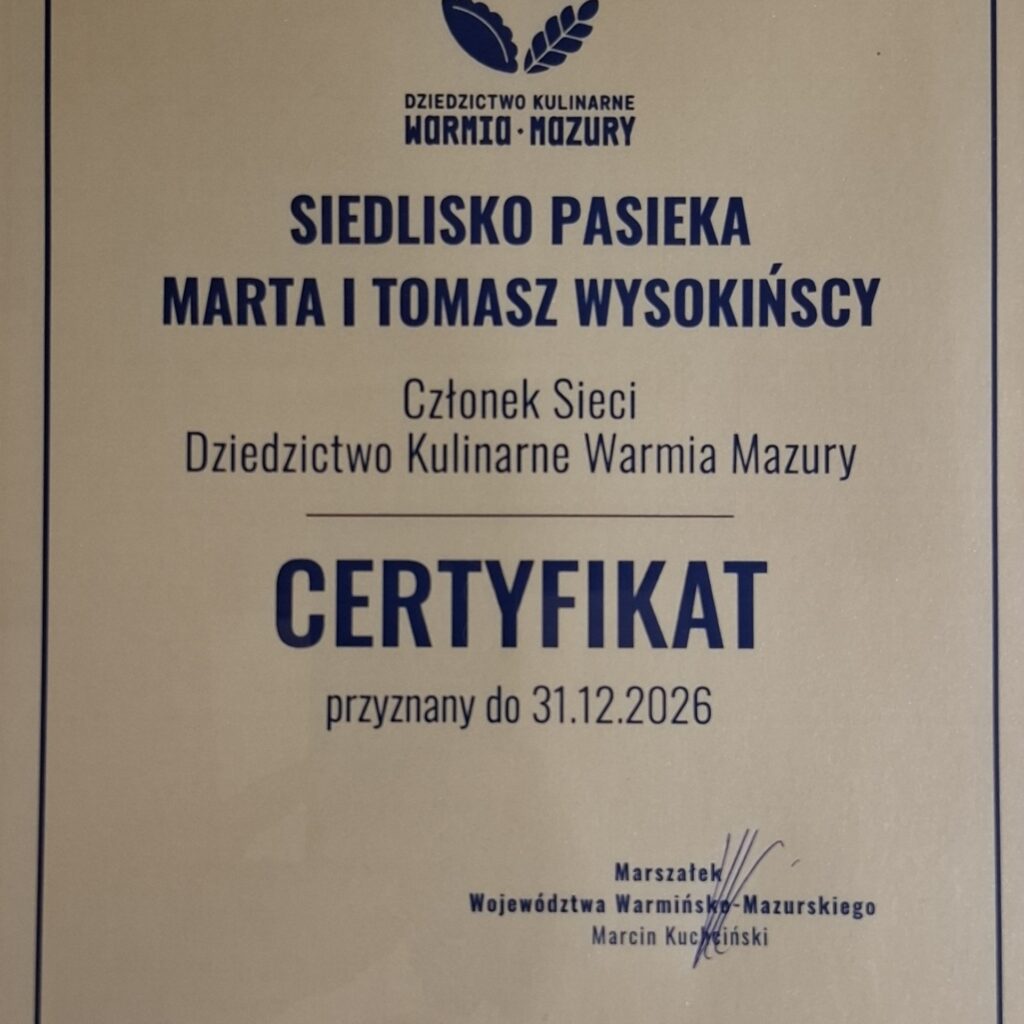 DZIEDZICTWO KULINARNE
WARMIA • MAZURY
SIEDLISKO PASIEKA
MARTA I TOMASZ WYSOKIŃSCY
Członek Sieci
Dziedzictwo Kulinarne Warmia Mazury
CERTYFIKAT
przyznany do 31.12.2026
Marszałek
Województwa Warmińsko-Mazurskiego
Marcin Kuchciński